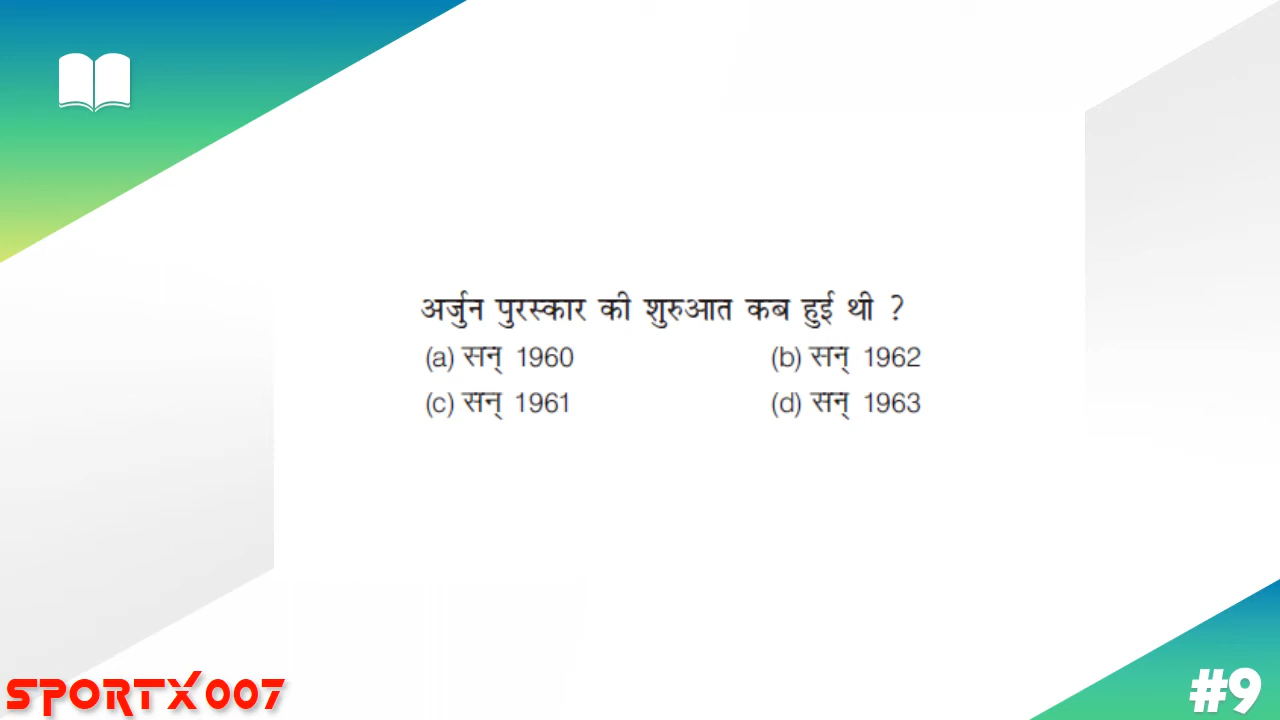 अर्जुन पुरस्कार की शुरुआत कब हुई थी ?
(a) सन् 1960 (b) सन् 1962
(c) सन् 1961 (d) सन् 1963
SPORTX007
#9